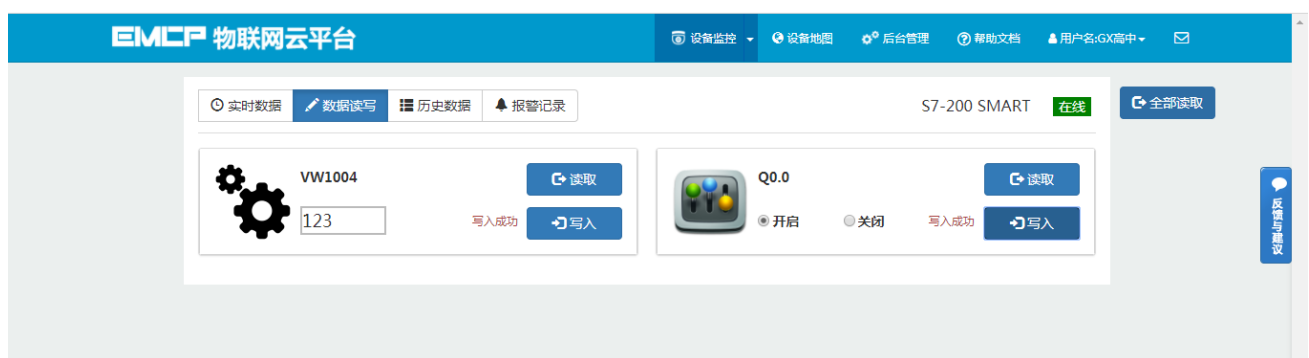 EMCP 物联网云平台
设备监控 设备地图 后台管理 帮助文档 用户名:GX高中
实时数据 数据读写 历史数据 报警记录 S7-200 SMART 在线 全部读取
VW1004 读取
123 写入成功 写入
Q0.0 读取
开启 关闭 写入成功 写入
反馈与建议